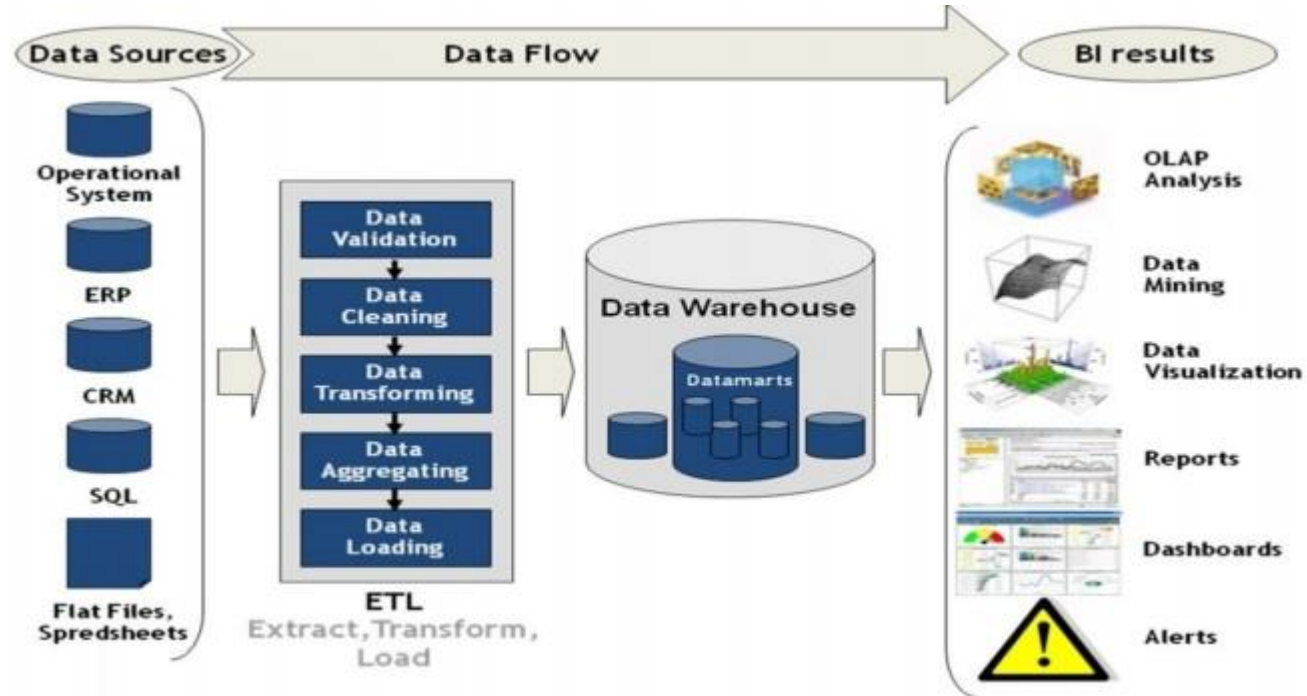 Data Sources
Data Flow
BI results
Operational
System
ERP
CRM
SQL
Flat Files,
Spredsheets
Data
Validation
Data
Cleaning
Data
Transforming
Data
Aggregating
Data
Loading
ETL
Extract,Transform,
Load
Data Warehouse
Datamarts
OLAP
Analysis
Data
Mining
Data
Visualization
Reports
Dashboards
Alerts